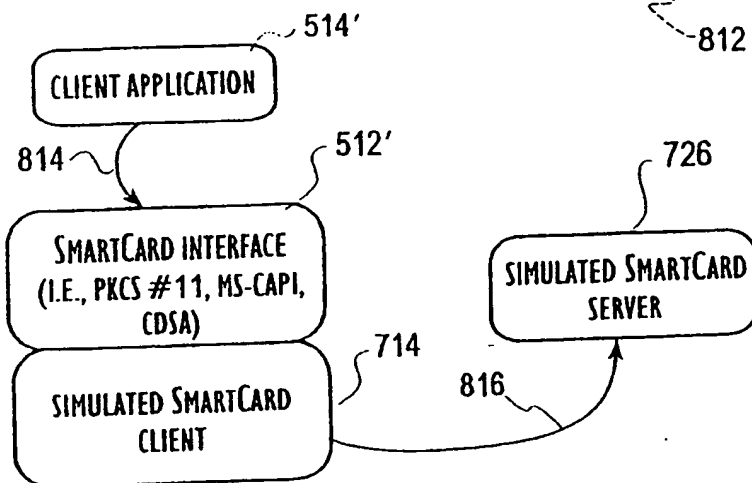 514'
812
CLIENT APPLICATION
814
512'
726
SMARTCARD INTERFACE
(I.E., PKCS #11, MS-CAPI,
CDSA)
SIMULATED SMARTCARD
SERVER
714
816
SIMULATED SMARTCARD
CLIENT